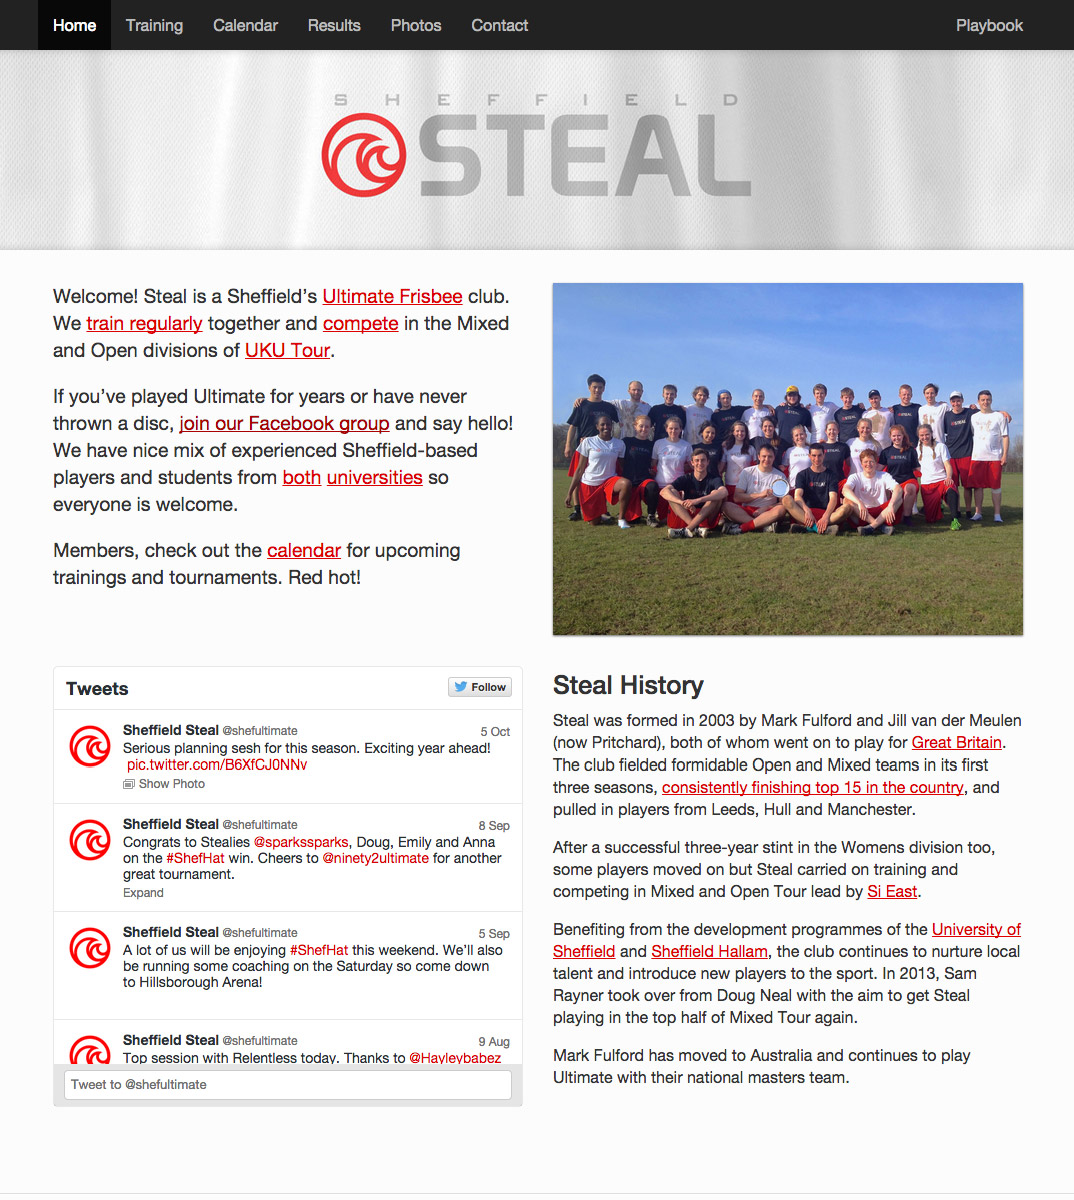 Home Training Calendar Results Photos Contact Playbook
SHEFFIELD
STEAL
Welcome! Steal is a Sheffield’s Ultimate Frisbee club.
We train regularly together and compete in the Mixed
and Open divisions of UKU Tour.
If you’ve played Ultimate for years or have never
thrown a disc, join our Facebook group and say hello!
We have nice mix of experienced Sheffield-based
players and students from both universities so
everyone is welcome.
Members, check out the calendar for upcoming
trainings and tournaments. Red hot!
Tweets Follow
Sheffield Steal @shefultimate 5 Oct
Serious planning sesh for this season. Exciting year ahead!
pic.twitter.com/B6XfCJ0NNv
Show Photo
Sheffield Steal @shefultimate 8 Sep
Congrats to Stealies @sparkssparks, Doug, Emily and Anna
on the #ShefHat win. Cheers to @ninety2ultimate for another
great tournament.
Expand
Sheffield Steal @shefultimate 5 Sep
A lot of us will be enjoying #ShefHat this weekend. We’ll also
be running some coaching on the Saturday so come down
to Hillsborough Arena!
Sheffield Steal @shefultimate 9 Aug
Top session with Relentless today. Thanks to @Hayleybabez
Tweet to @shefultimate
Steal History
Steal was formed in 2003 by Mark Fulford and Jill van der Meulen
(now Pritchard), both of whom went on to play for Great Britain.
The club fielded formidable Open and Mixed teams in its first
three seasons, consistently finishing top 15 in the country, and
pulled in players from Leeds, Hull and Manchester.
After a successful three-year stint in the Womens division too,
some players moved on but Steal carried on training and
competing in Mixed and Open Tour lead by Si East.
Benefiting from the development programmes of the University of
Sheffield and Sheffield Hallam, the club continues to nurture local
talent and introduce new players to the sport. In 2013, Sam
Rayner took over from Doug Neal with the aim to get Steal
playing in the top half of Mixed Tour again.
Mark Fulford has moved to Australia and continues to play
Ultimate with their national masters team.